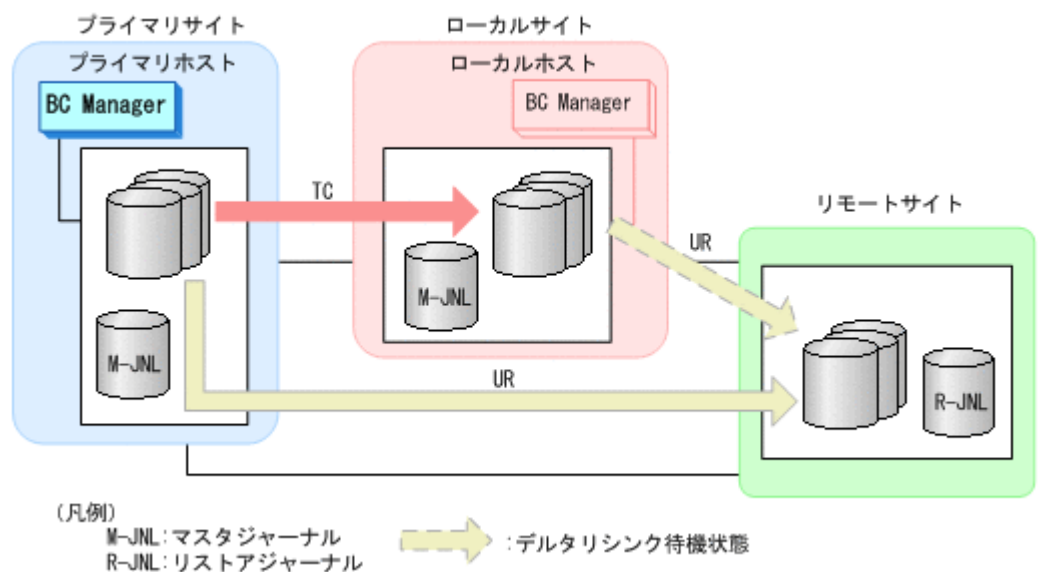 プライマリサイト
ローカルサイト
プライマリホスト
ローカルホスト
BC Manager
BC Manager
TC
リモートサイト
UR
M-JNL
M-JNL
UR
R-JNL
(凡例)
M-JNL:マスタジャーナル
:デルタリシンク待機状態
R-JNL:リストアジャーナル